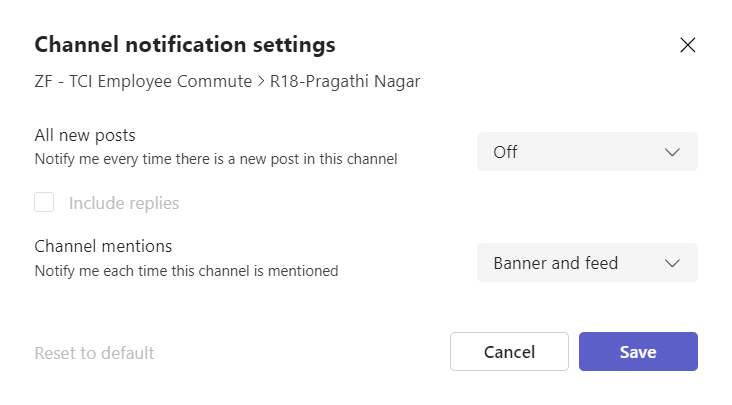 Channel notification settings
ZF - TCI Employee Commute > R18-Pragathi Nagar
All new posts
Notify me every time there is a new post in this channel
Off
Include replies
Channel mentions
Notify me each time this channel is mentioned
Banner and feed
Reset to default
Cancel
Save